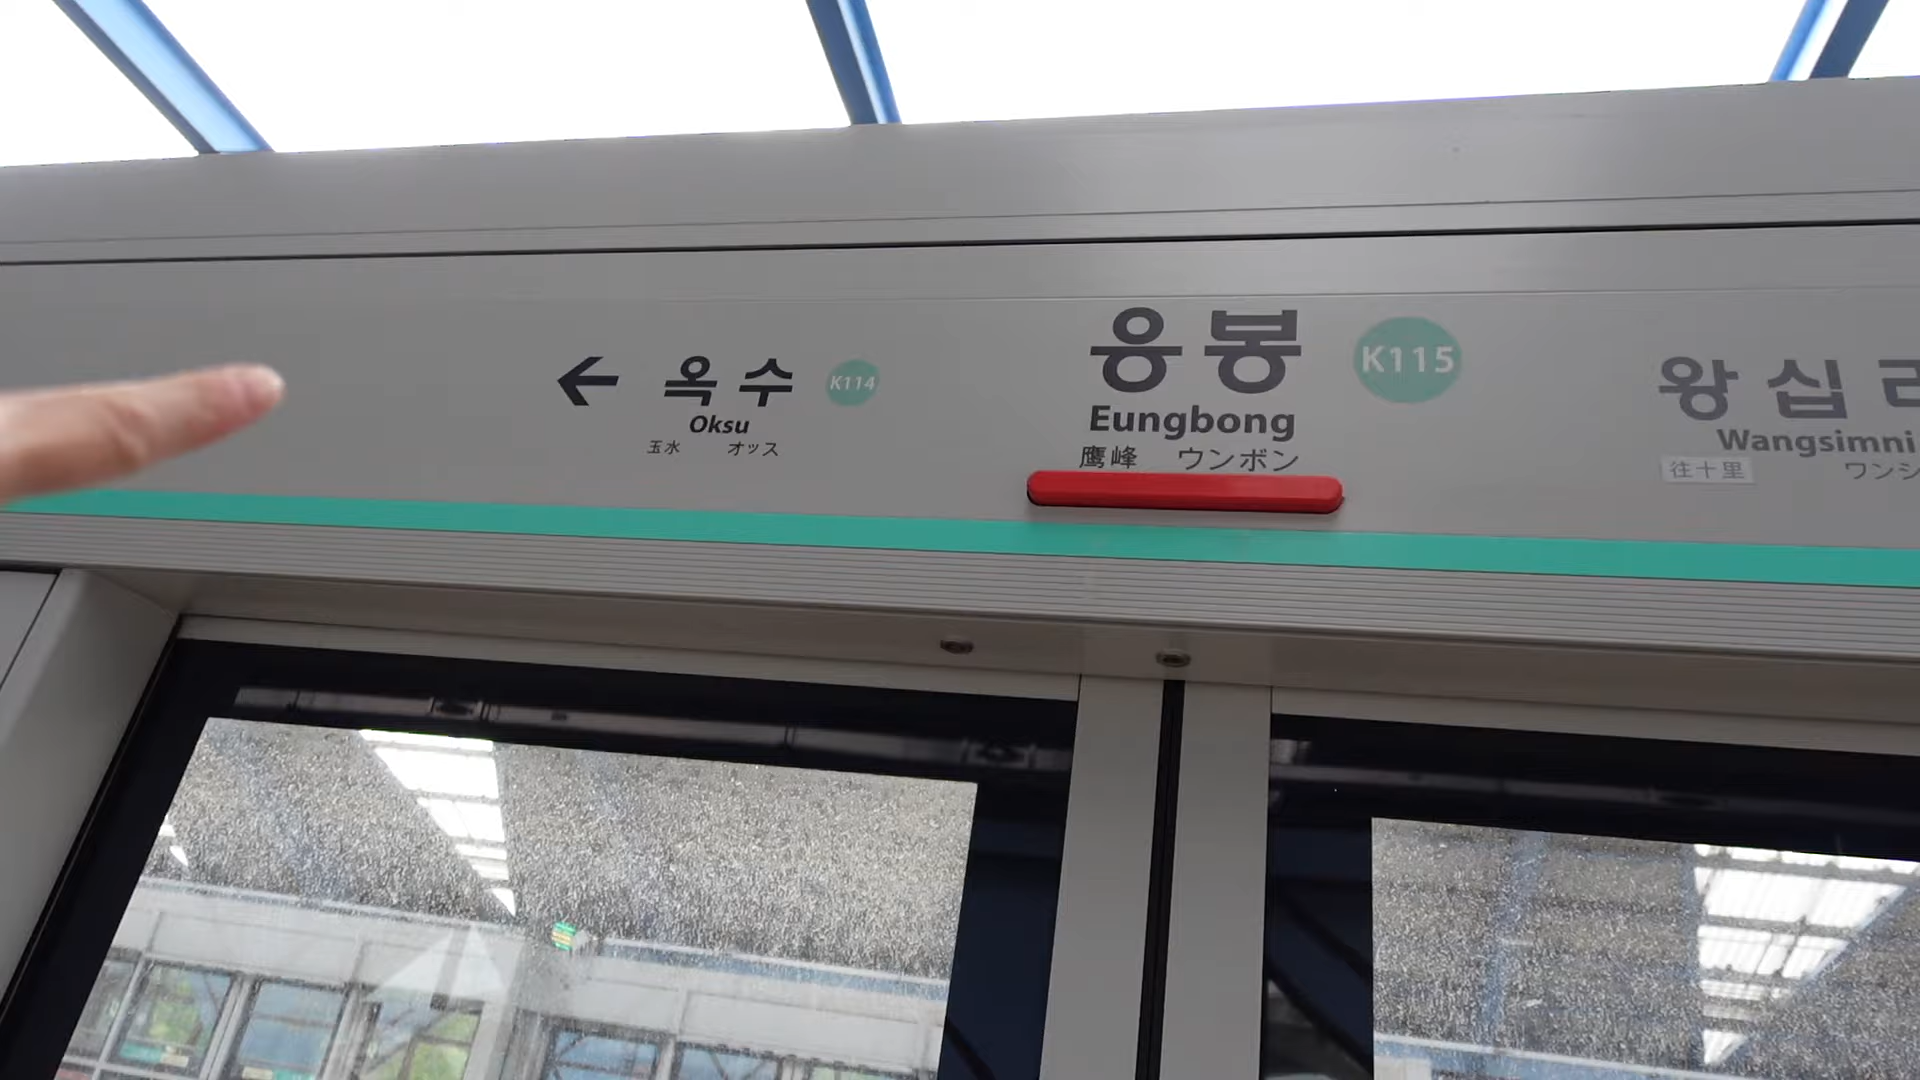 ← 옥수 K114
Oksu
玉水 オッス
응봉 K115
Eungbong
鷹峰 ウンボン
왕십
Wangsimni
往十里 ワンシ